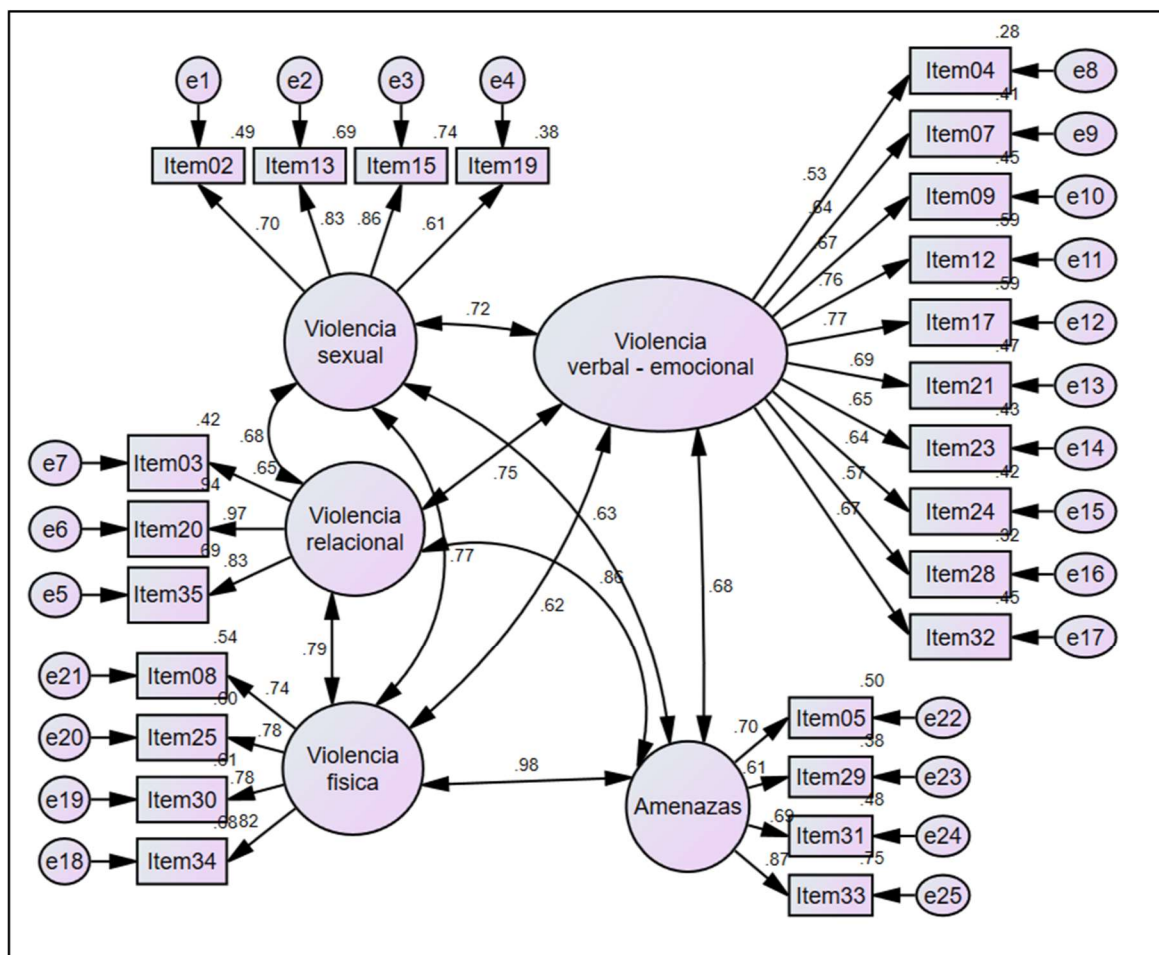 e1
e2
e3
e4
.49
.69
.74
.38
Item02
Item13
Item15
Item19
.70
.83
.86
.61
Violencia
sexual
.28
Item04
e8
.41
Item07
e9
.45
Item09
e10
.59
Item12
e11
.59
Item17
e12
.47
Item21
e13
.43
Item23
e14
.42
Item24
e15
.32
Item28
e16
.45
Item32
e17
.53
.64
.67
.76
.77
.69
.65
.64
.57
.67
Violencia
verbal - emocional
.72
.68
.75
.63
.77
.86
.62
.68
.79
.98
.42
e7
Item03
.65
.94
e6
Item20
.97
.69
e5
Item35
.83
Violencia
relacional
.54
e21
Item08
.74
.60
e20
Item25
.78
.61
e19
Item30
.78
.68
e18
Item34
.82
Violencia
fisica
Amenazas
.50
.70
Item05
e22
.38
.61
Item29
e23
.48
.69
Item31
e24
.75
.87
Item33
e25